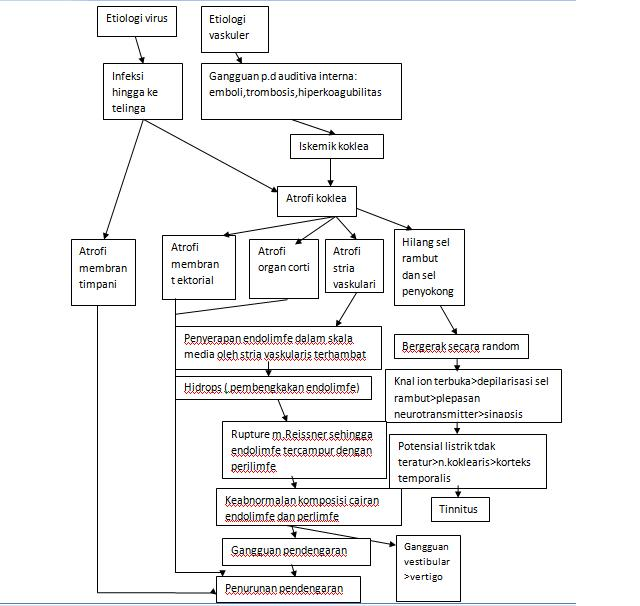 Etiologi virus
Etiologi
vaskuler
Infeksi
hingga ke
telinga
Gangguan p.d auditiva interna:
emboli,trombosis,hiperkoagubilitas
Iskemik koklea
Atrofi koklea
Atrofi
membran
timpani
Atrofi
membran
t ektorial
Atrofi
organ corti
Atrofi
stria
vaskulari
Hilang sel
rambut
dan sel
penyokong
Penyerapan endolimfe dalam skala
media oleh stria vaskularis terhambat
Bergerak secara random
Hidrops ( pembengkakan endolimfe)
Knal ion terbuka>depilarisasi sel
rambut>plepasan
neurotransmitter>sinapsis
Rupture m.Reissner sehingga
endolimfe tercampur dengan
perilimfe
Potensial listrik tdak
teratur>n.koklearis>korteks
temporalis
Keabnormalan komposisi cairan
endolimfe dan perlimfe
Tinnitus
Gangguan pendengaran
Gangguan
vestibular
>vertigo
Penurunan pendengaran